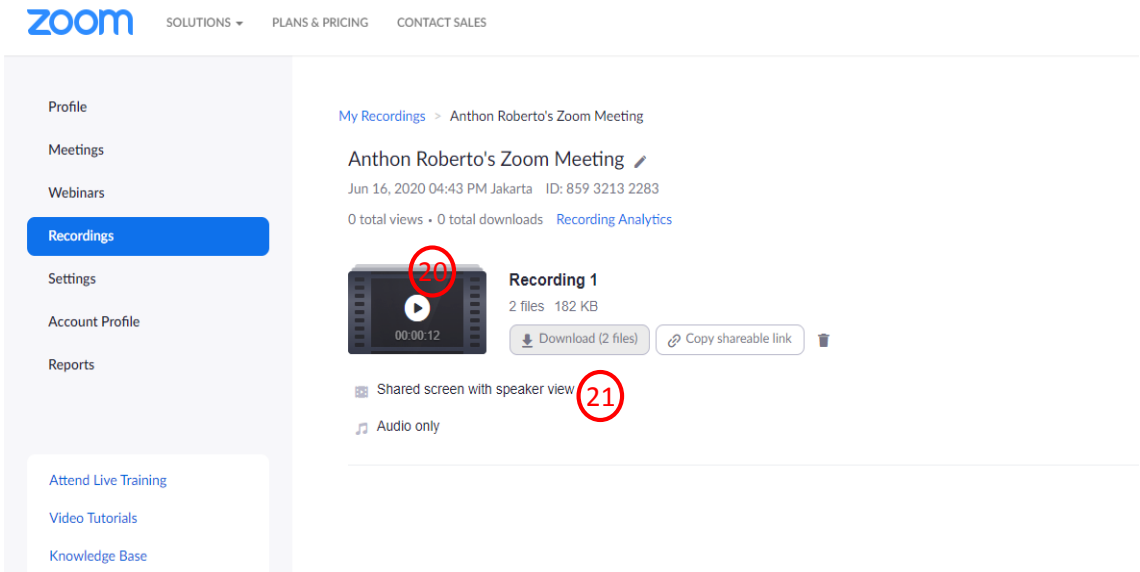 zoom SOLUTIONS PLANS & PRICING CONTACT SALES
Profile
Meetings
Webinars
Recordings
Settings
Account Profile
Reports
Attend Live Training
Video Tutorials
Knowledge Base
My Recordings > Anthon Roberto's Zoom Meeting
Anthon Roberto's Zoom Meeting
Jun 16, 2020 04:43 PM Jakarta ID: 859 3213 2283
0 total views • 0 total downloads Recording Analytics
20
00:00:12
Recording 1
2 files 182 KB
Download (2 files) Copy shareable link
Shared screen with speaker view 21
Audio only